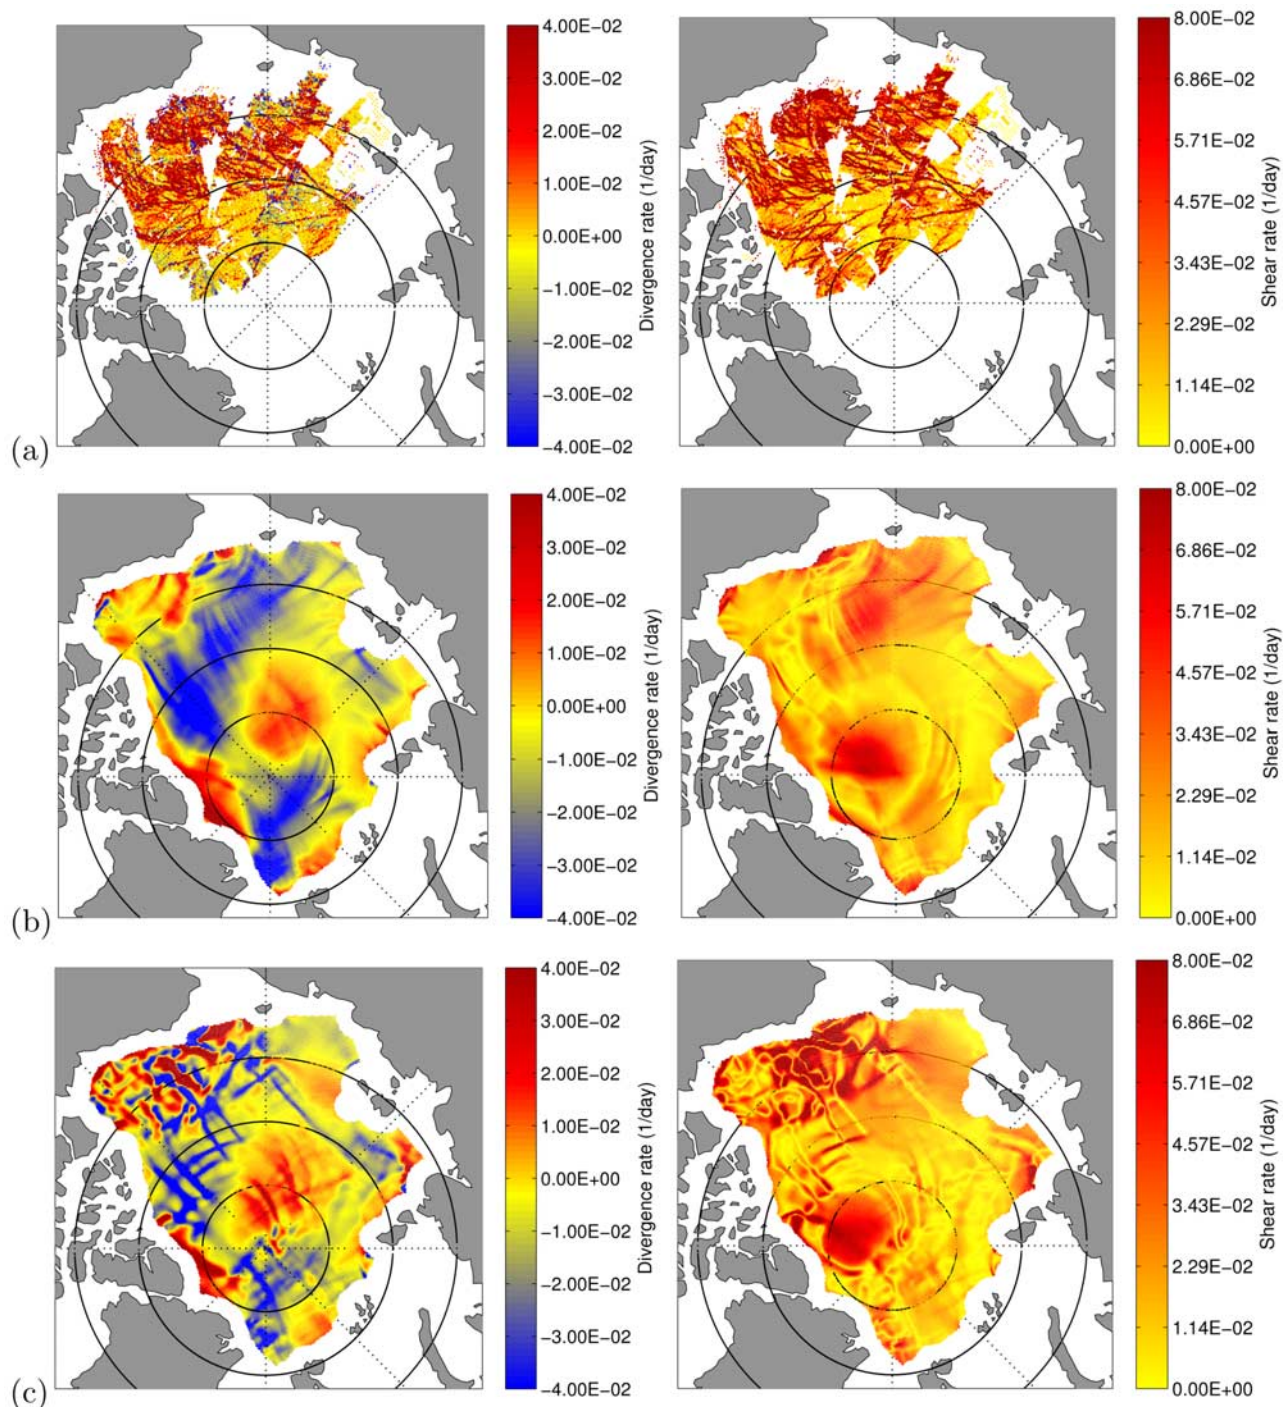 4.00E−02
3.00E−02
2.00E−02
1.00E−02
0.00E+00
−1.00E−02
−2.00E−02
−3.00E−02
−4.00E−02
Divergence rate (1/day)
8.00E−02
6.86E−02
5.71E−02
4.57E−02
3.43E−02
2.29E−02
1.14E−02
0.00E+00
Shear rate (1/day)
(a)
4.00E−02
3.00E−02
2.00E−02
1.00E−02
0.00E+00
−1.00E−02
−2.00E−02
−3.00E−02
−4.00E−02
Divergence rate (1/day)
8.00E−02
6.86E−02
5.71E−02
4.57E−02
3.43E−02
2.29E−02
1.14E−02
0.00E+00
Shear rate (1/day)
(b)
4.00E−02
3.00E−02
2.00E−02
1.00E−02
0.00E+00
−1.00E−02
−2.00E−02
−3.00E−02
−4.00E−02
Divergence rate (1/day)
8.00E−02
6.86E−02
5.71E−02
4.57E−02
3.43E−02
2.29E−02
1.14E−02
0.00E+00
Shear rate (1/day)
(c)